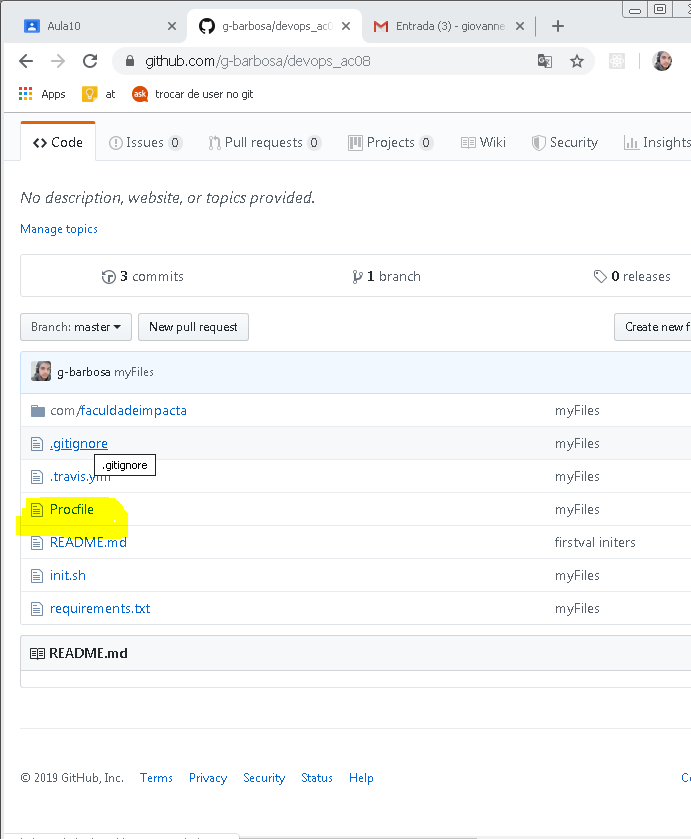 Aula10
g-barbosa/devops_ac0
Entrada (3) - giovanne
github.com/g-barbosa/devops_ac08
Apps
at
ask
trocar de user no git
Code
Issues 0
Pull requests 0
Projects 0
Wiki
Security
Insights
No description, website, or topics provided.
Manage topics
3 commits
1 branch
0 releases
Branch: master
New pull request
Create new f
g-barbosa myFiles
com/faculdadeimpacta
myFiles
.gitignore
myFiles
.gitignore
.travis.yml
myFiles
Procfile
myFiles
README.md
firstval initers
init.sh
myFiles
requirements.txt
myFiles
README.md
© 2019 GitHub, Inc.
Terms
Privacy
Security
Status
Help